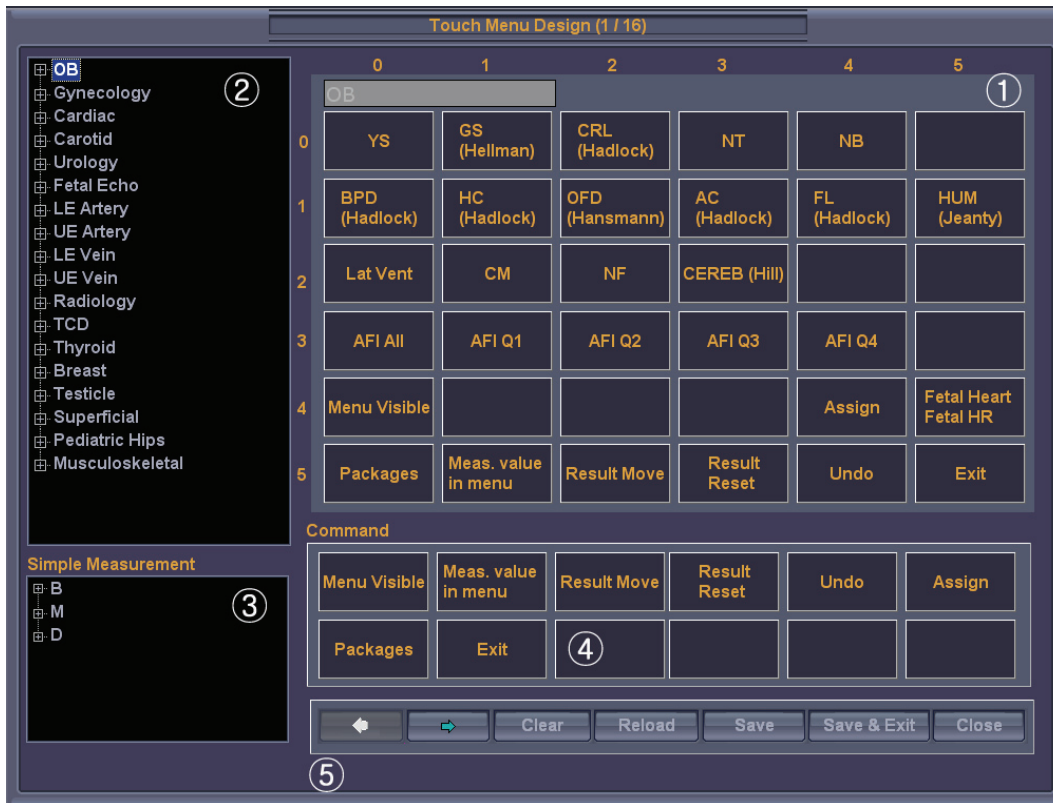 Touch Menu Design (1 / 16)
OB
Gynecology
Cardiac
Carotid
Urology
Fetal Echo
LE Artery
UE Artery
LE Vein
UE Vein
Radiology
TCD
Thyroid
Breast
Testicle
Superficial
Pediatric Hips
Musculoskeletal
②
Simple Measurement
B
M
D
③
0 1 2 3 4 5
OB
①
0 YS GS (Hellman) CRL (Hadlock) NT NB
1 BPD (Hadlock) HC (Hadlock) OFD (Hansmann) AC (Hadlock) FL (Hadlock) HUM (Jeanty)
2 Lat Vent CM NF CEREB (Hill)
3 AFI All AFI Q1 AFI Q2 AFI Q3 AFI Q4
4 Menu Visible Assign Fetal Heart Fetal HR
5 Packages Meas. value in menu Result Move Result Reset Undo Exit
Command
Menu Visible Meas. value in menu Result Move Result Reset Undo Assign
Packages Exit ④
Clear Reload Save Save & Exit Close
⑤